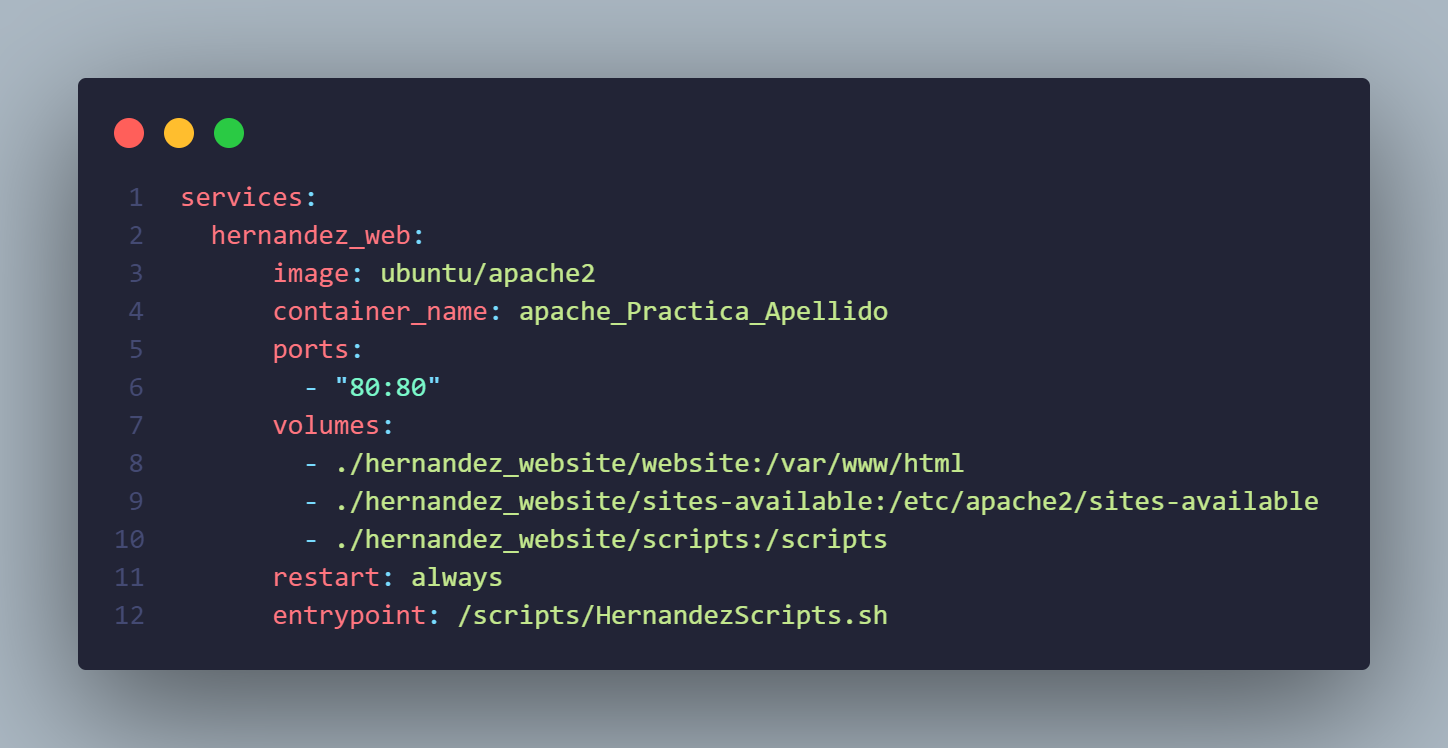 1 services:
2   hernandez_web:
3       image: ubuntu/apache2
4       container_name: apache_Practica_Apellido
5       ports:
6         - "80:80"
7       volumes:
8         - ./hernandez_website/website:/var/www/html
9         - ./hernandez_website/sites-available:/etc/apache2/sites-available
10         - ./hernandez_website/scripts:/scripts
11       restart: always
12       entrypoint: /scripts/HernandezScripts.sh